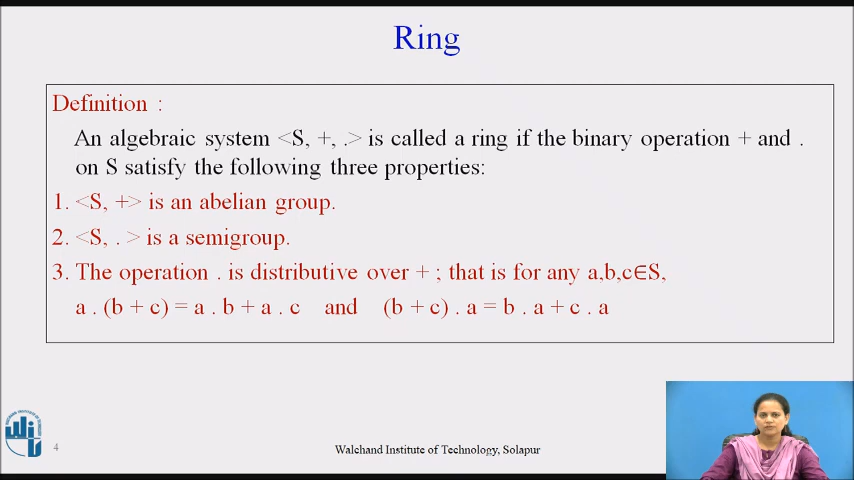 Ring
Definition :
An algebraic system <S, +, .> is called a ring if the binary operation + and .
on S satisfy the following three properties:
1. <S, +> is an abelian group.
2. <S, . > is a semigroup.
3. The operation . is distributive over + ; that is for any a,b,c∈S,
a . (b + c) = a . b + a . c and (b + c) . a = b . a + c . a
4
Walchand Institute of Technology, Solapur